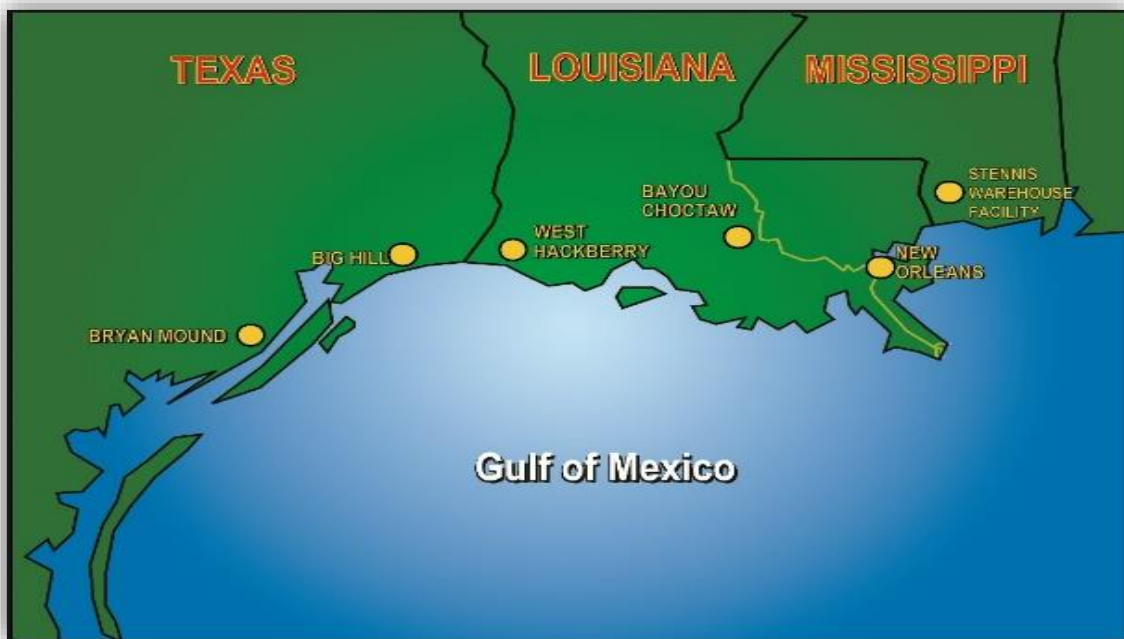 TEXAS
LOUISIANA
MISSISSIPPI
STENNIS
WAREHOUSE
FACILITY
BAYOU
CHOCTAW
WEST
HACKBERRY
BIG HILL
NEW
ORLEANS
BRYAN MOUND
Gulf of Mexico